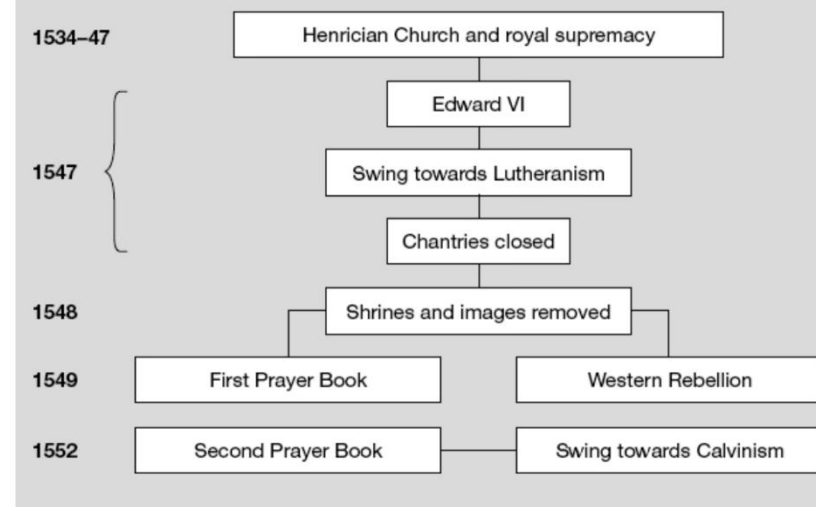 1534–47
Henrician Church and royal supremacy
Edward VI
1547
Swing towards Lutheranism
Chantries closed
1548
Shrines and images removed
1549
First Prayer Book
Western Rebellion
1552
Second Prayer Book
Swing towards Calvinism